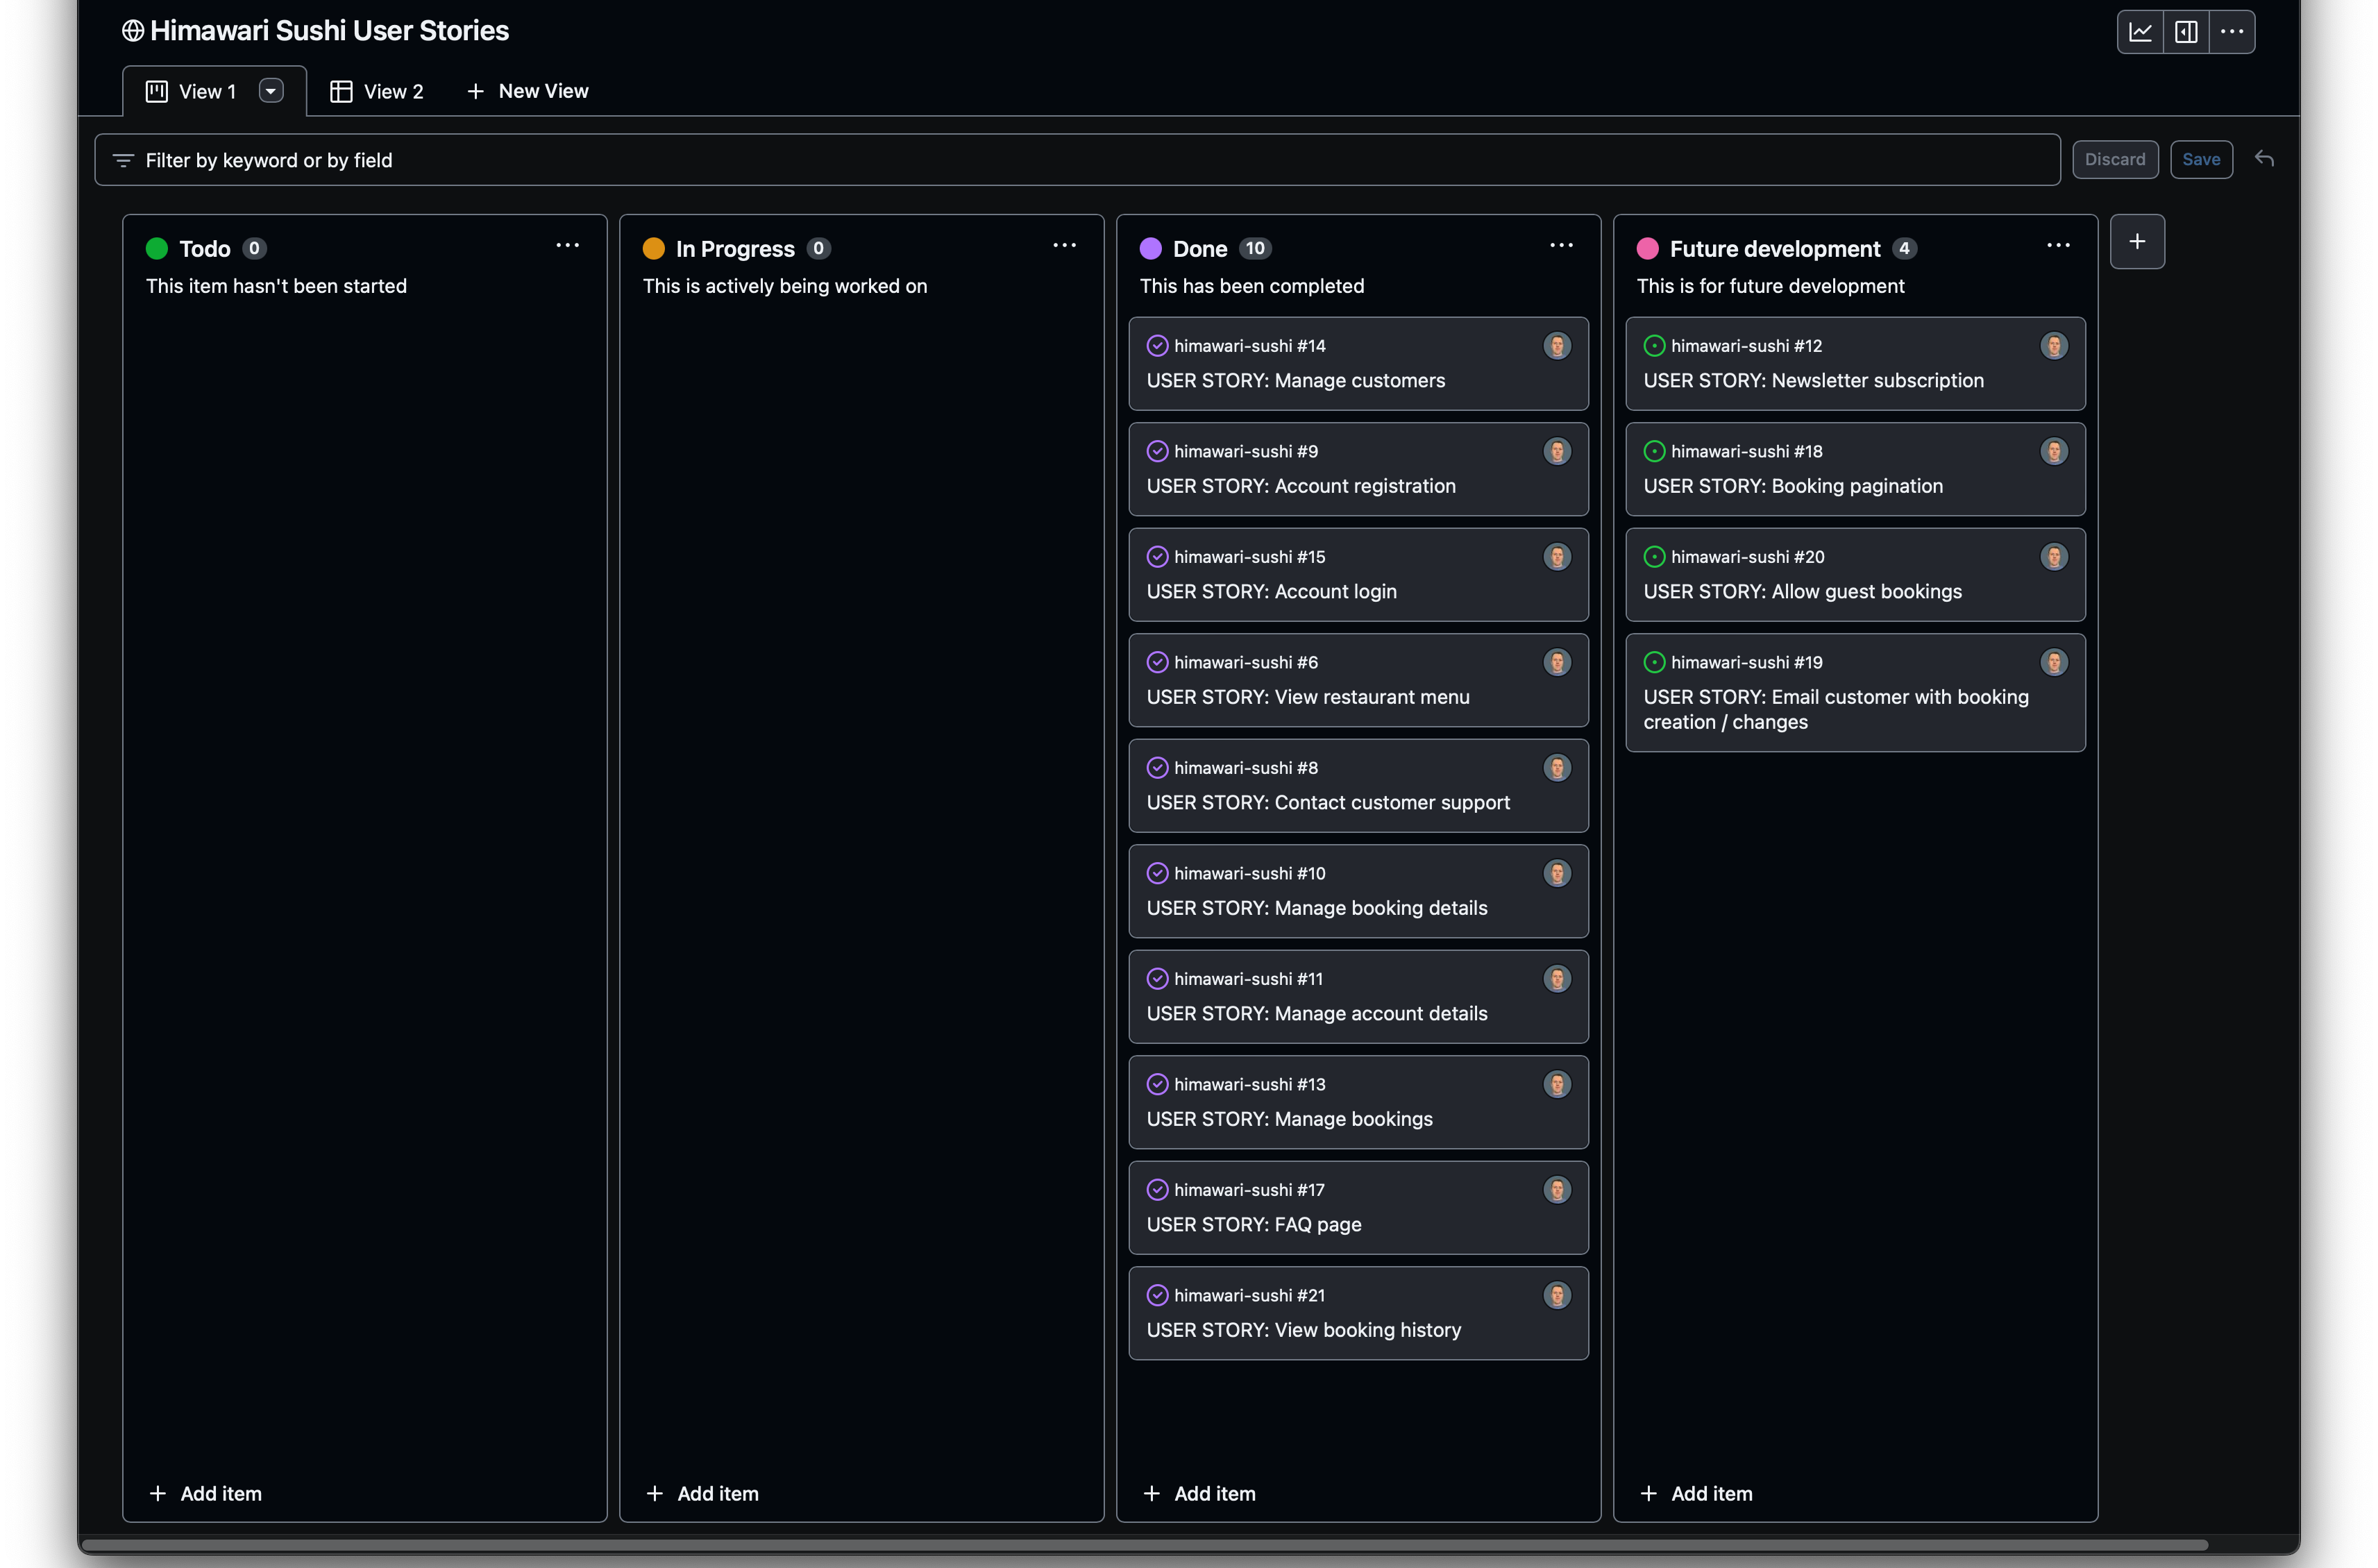 Himawari Sushi User Stories
View 1
View 2
New View
Filter by keyword or by field
Discard
Save
Todo 0
This item hasn't been started
Add item
In Progress 0
This is actively being worked on
Add item
Done 10
This has been completed
himawari-sushi #14
USER STORY: Manage customers
himawari-sushi #9
USER STORY: Account registration
himawari-sushi #15
USER STORY: Account login
himawari-sushi #6
USER STORY: View restaurant menu
himawari-sushi #8
USER STORY: Contact customer support
himawari-sushi #10
USER STORY: Manage booking details
himawari-sushi #11
USER STORY: Manage account details
himawari-sushi #13
USER STORY: Manage bookings
himawari-sushi #17
USER STORY: FAQ page
himawari-sushi #21
USER STORY: View booking history
Add item
Future development 4
This is for future development
himawari-sushi #12
USER STORY: Newsletter subscription
himawari-sushi #18
USER STORY: Booking pagination
himawari-sushi #20
USER STORY: Allow guest bookings
himawari-sushi #19
USER STORY: Email customer with booking
creation / changes
Add item